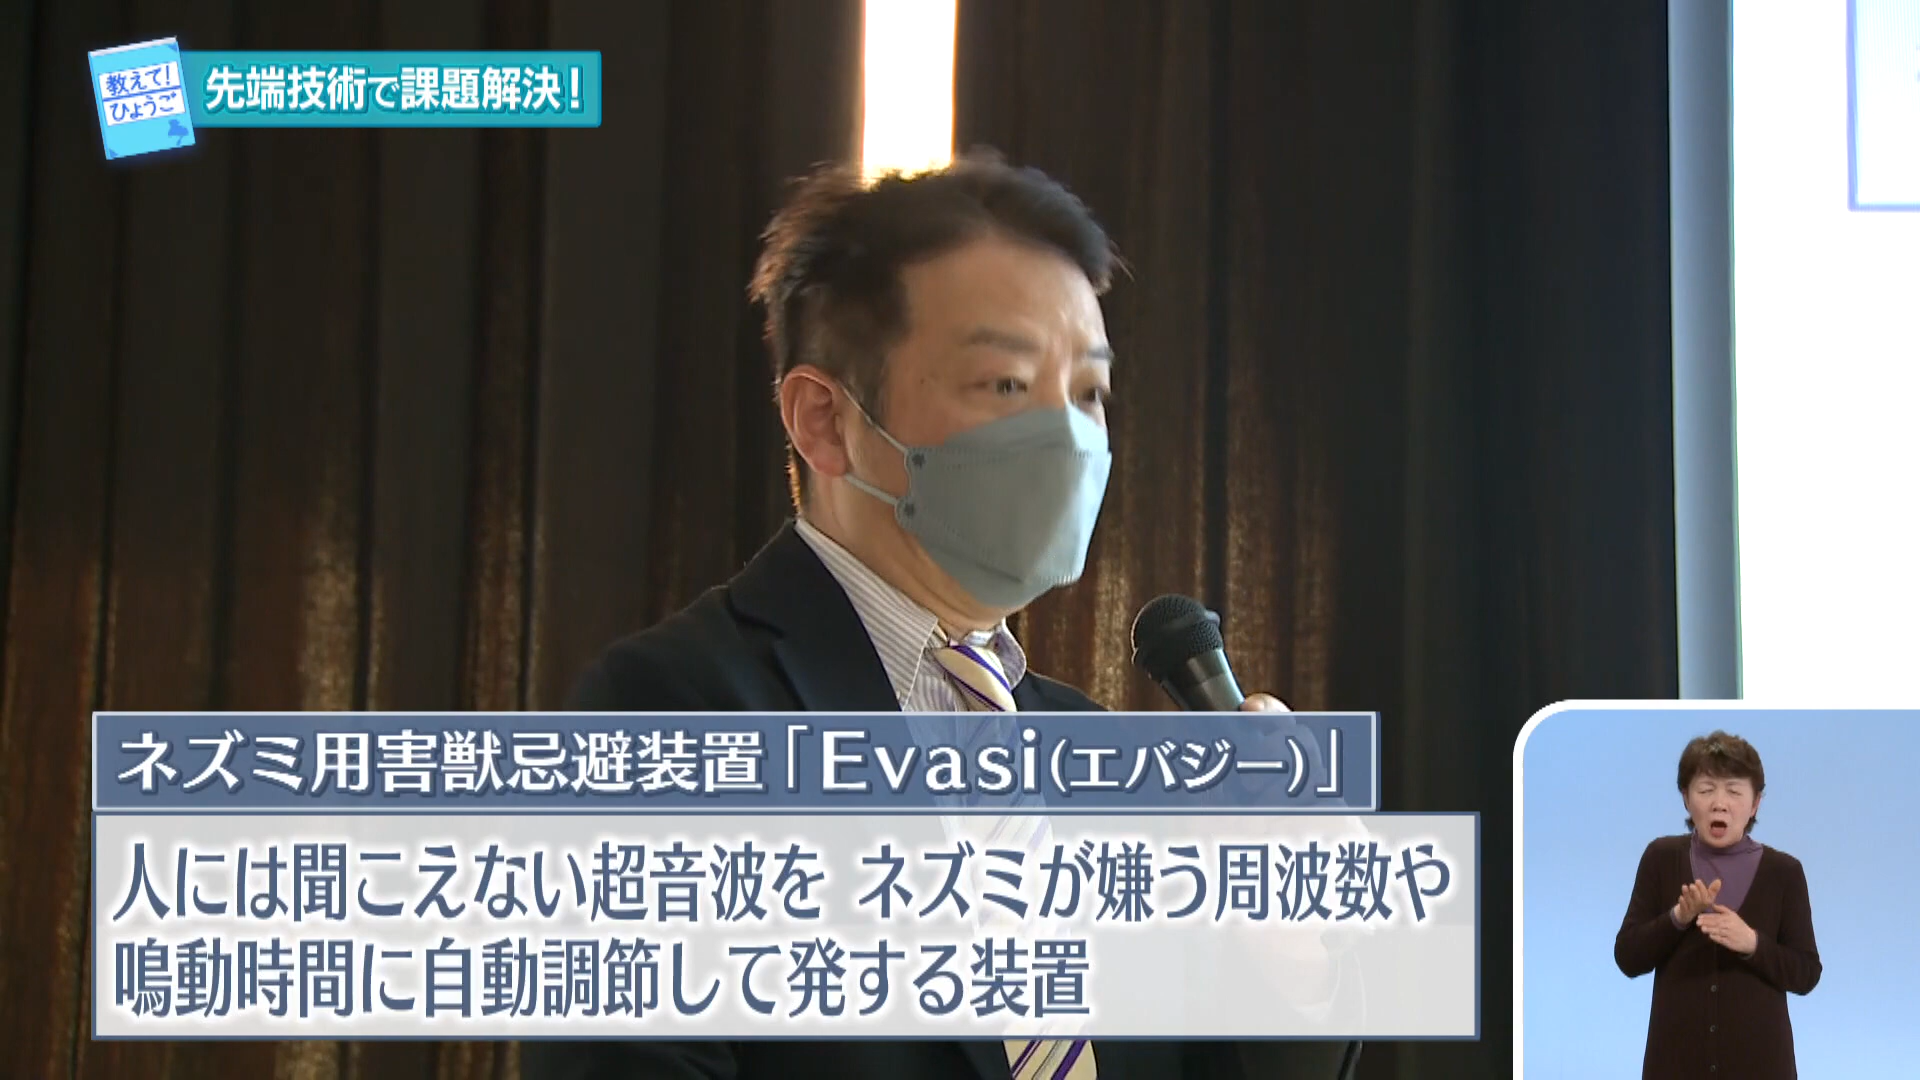 教えて!
ひょうご
先端技術で課題解決!
ネズミ用害獣忌避装置「Evasi(エバジー)」
人には聞こえない超音波を ネズミが嫌う周波数や
鳴動時間に自動調節して発する装置